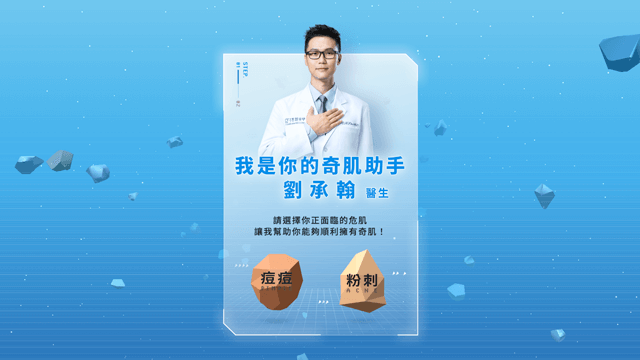 STEP
我是你的奇肌助手
劉承翰 醫生
請選擇你正面臨的危肌
讓我幫助你能夠順利擁有奇肌！
痘痘
粉刺
ACNE